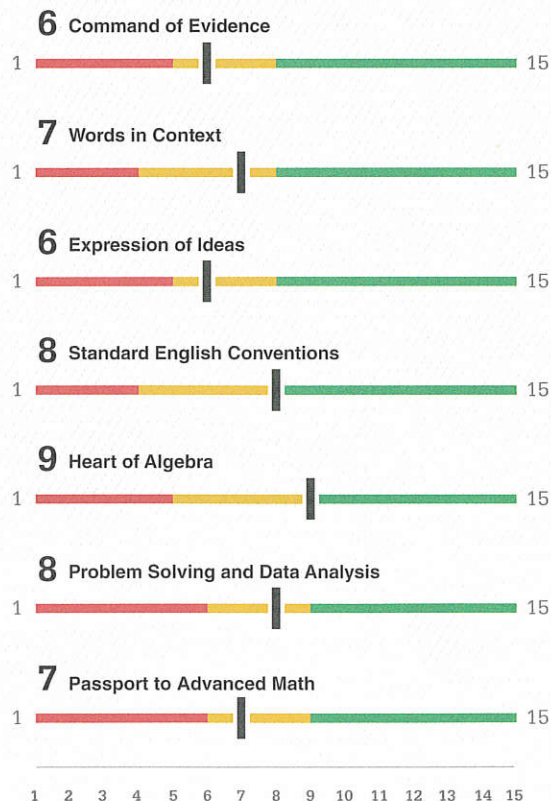 6 Command of Evidence
1 15
7 Words in Context
1 15
6 Expression of Ideas
1 15
8 Standard English Conventions
1 15
9 Heart of Algebra
1 15
8 Problem Solving and Data Analysis
1 15
7 Passport to Advanced Math
1 15
1 2 3 4 5 6 7 8 9 10 11 12 13 14 15